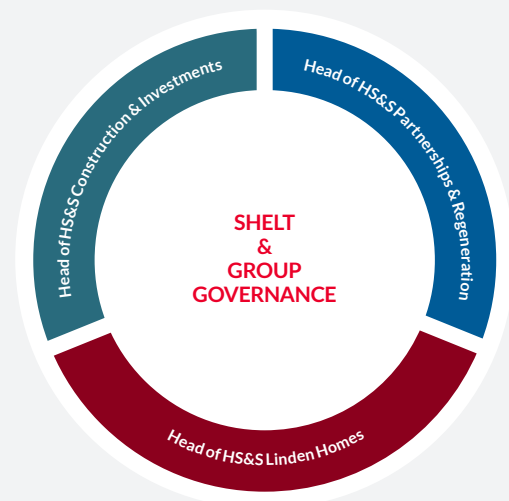 Head of HS&S Construction & Investments
Head of HS&S Partnerships & Regeneration
SHELT
&
GROUP
GOVERNANCE
Head of HS&S Linden Homes